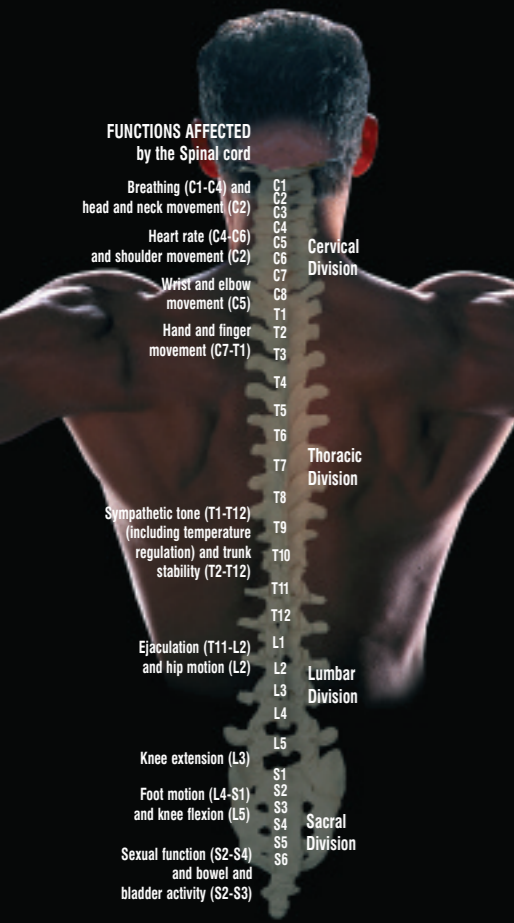 FUNCTIONS AFFECTED
by the Spinal cord
Breathing (C1-C4) and
head and neck movement (C2)
Heart rate (C4-C6)
and shoulder movement (C2)
Wrist and elbow
movement (C5)
Hand and finger
movement (C7-T1)
Sympathetic tone (T1-T12)
(including temperature
regulation) and trunk
stability (T2-T12)
Ejaculation (T11-L2)
and hip motion (L2)
Knee extension (L3)
Foot motion (L4-S1)
and knee flexion (L5)
Sexual function (S2-S4)
and bowel and
bladder activity (S2-S3)
C1
C2
C3
C4
C5
C6
C7
C8
T1
T2
T3
T4
T5
T6
T7
T8
T9
T10
T11
T12
L1
L2
L3
L4
L5
S1
S2
S3
S4
S5
S6
Cervical
Division
Thoracic
Division
Lumbar
Division
Sacral
Division